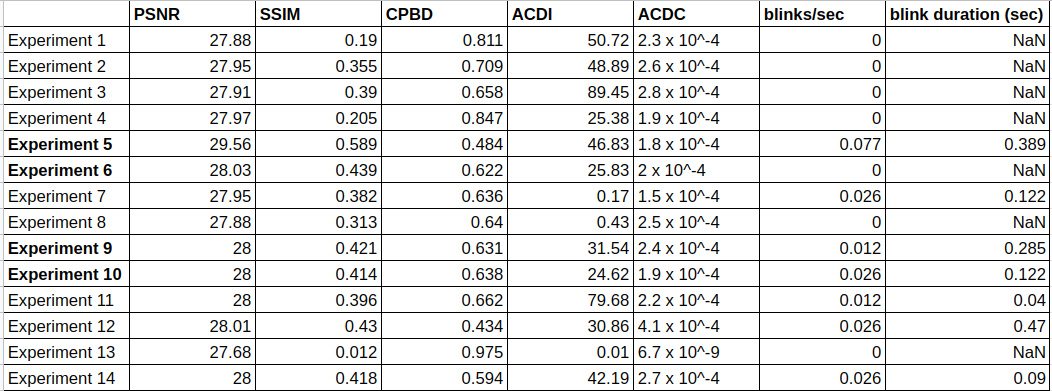 PSNR SSIM CPBD ACDI ACDC blinks/sec blink duration (sec)
Experiment 1 27.88 0.19 0.811 50.72 2.3 x 10^-4 0 NaN
Experiment 2 27.95 0.355 0.709 48.89 2.6 x 10^-4 0 NaN
Experiment 3 27.91 0.39 0.658 89.45 2.8 x 10^-4 0 NaN
Experiment 4 27.97 0.205 0.847 25.38 1.9 x 10^-4 0 NaN
Experiment 5 29.56 0.589 0.484 46.83 1.8 x 10^-4 0.077 0.389
Experiment 6 28.03 0.439 0.622 25.83 2 x 10^-4 0 NaN
Experiment 7 27.95 0.382 0.636 0.17 1.5 x 10^-4 0.026 0.122
Experiment 8 27.88 0.313 0.64 0.43 2.5 x 10^-4 0 NaN
Experiment 9 28 0.421 0.631 31.54 2.4 x 10^-4 0.012 0.285
Experiment 10 28 0.414 0.638 24.62 1.9 x 10^-4 0.026 0.122
Experiment 11 28 0.396 0.662 79.68 2.2 x 10^-4 0.012 0.04
Experiment 12 28.01 0.43 0.434 30.86 4.1 x 10^-4 0.026 0.47
Experiment 13 27.68 0.012 0.975 0.01 6.7 x 10^-9 0 NaN
Experiment 14 28 0.418 0.594 42.19 2.7 x 10^-4 0.026 0.09